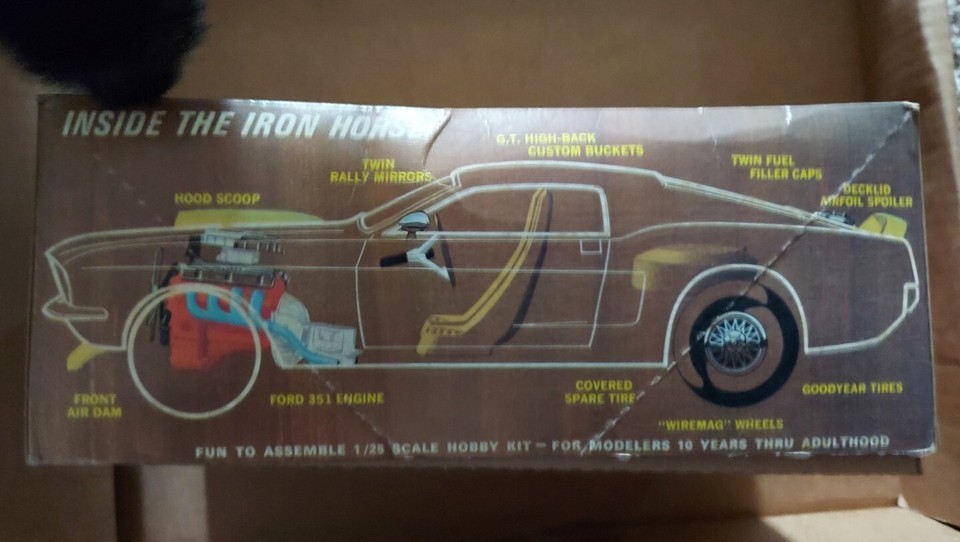 INSIDE THE IRON HORSE
G.T. HIGH-BACK
CUSTOM BUCKETS
TWIN
RALLY MIRRORS
TWIN FUEL
FILLER CAPS
HOOD SCOOP
DECKLID
AIRFOIL SPOILER
FRONT
AIR DAM
FORD 351 ENGINE
COVERED
SPARE TIRE
GOODYEAR TIRES
"WIREMAG" WHEELS
FUN TO ASSEMBLE 1/25 SCALE HOBBY KIT — FOR MODELERS 10 YEARS THRU ADULTHOOD